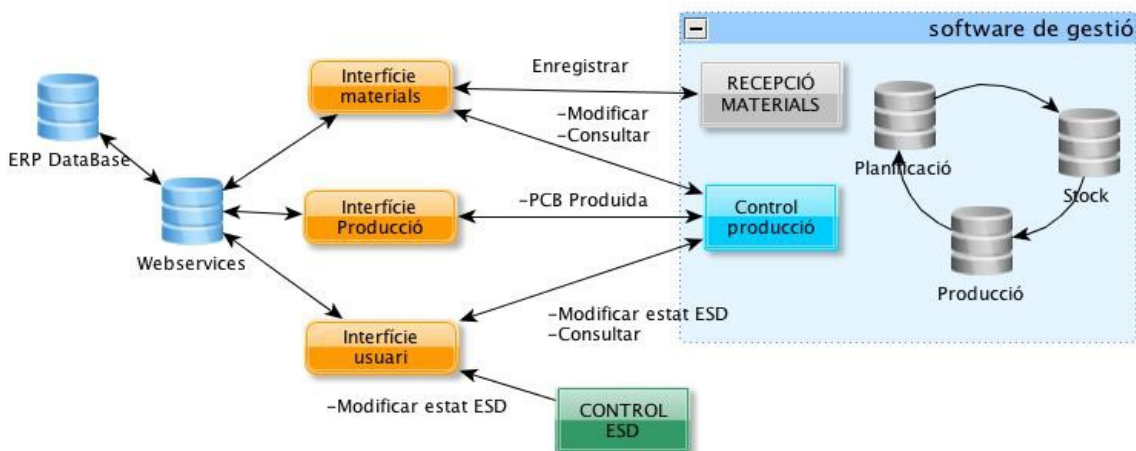 software de gestió
Interfície
materials
Enregistrar
RECEPCIÓ
MATERIALS
-Modificar
-Consultar
ERP DataBase
Planificació
Stock
Interfície
Producció
-PCB Produida
Control
producció
Webservices
Producció
Interfície
usuari
-Modificar estat ESD
-Consultar
-Modificar estat ESD
CONTROL
ESD